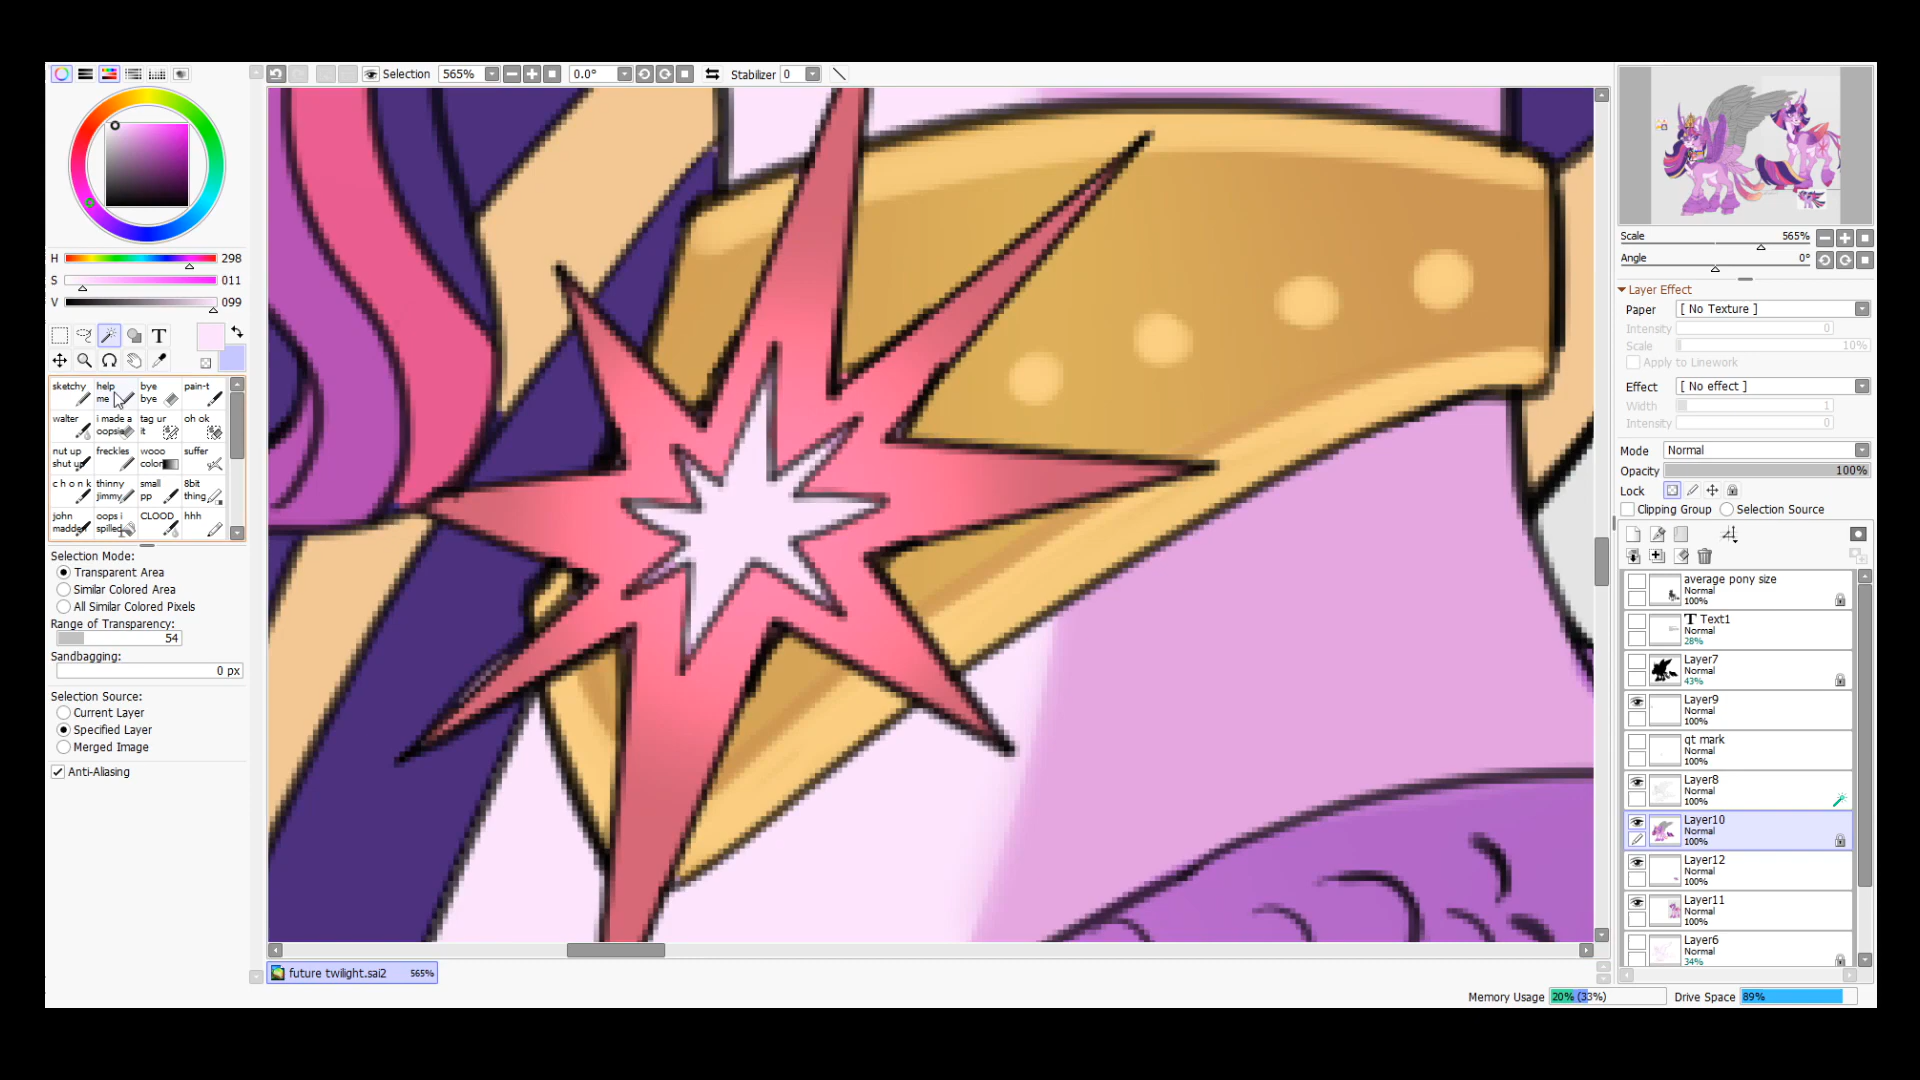 Selection 565% 0.0° Stabilizer 0
H 298
S 011
V 099
T
sketchy help me bye bye pain-t
walter i made a oopsie tag ur it oh ok
nut up shut up freckles wooo color suffer
c h o n k thinny jimmy small pp 8bit thing
john madden oops i spilled CLOOD hhh
Selection Mode:
Transparent Area
Similar Colored Area
All Similar Colored Pixels
Range of Transparency:
54
Sandbagging:
0 px
Selection Source:
Current Layer
Specified Layer
Merged Image
Anti-Aliasing
future twilight.sai2 565%
Scale 565%
Angle 0°
Layer Effect
Paper [ No Texture ]
Intensity 0
Scale 10%
Apply to Linework
Effect [ No effect ]
Width 1
Intensity 0
Mode Normal
Opacity 100%
Lock
Clipping Group Selection Source
average pony size
Normal
100%
T Text1
Normal
28%
Layer7
Normal
43%
Layer9
Normal
100%
qt mark
Normal
100%
Layer8
Normal
100%
Layer10
Normal
100%
Layer12
Normal
100%
Layer11
Normal
100%
Layer6
Normal
34%
Memory Usage 20% (33%) Drive Space 89%